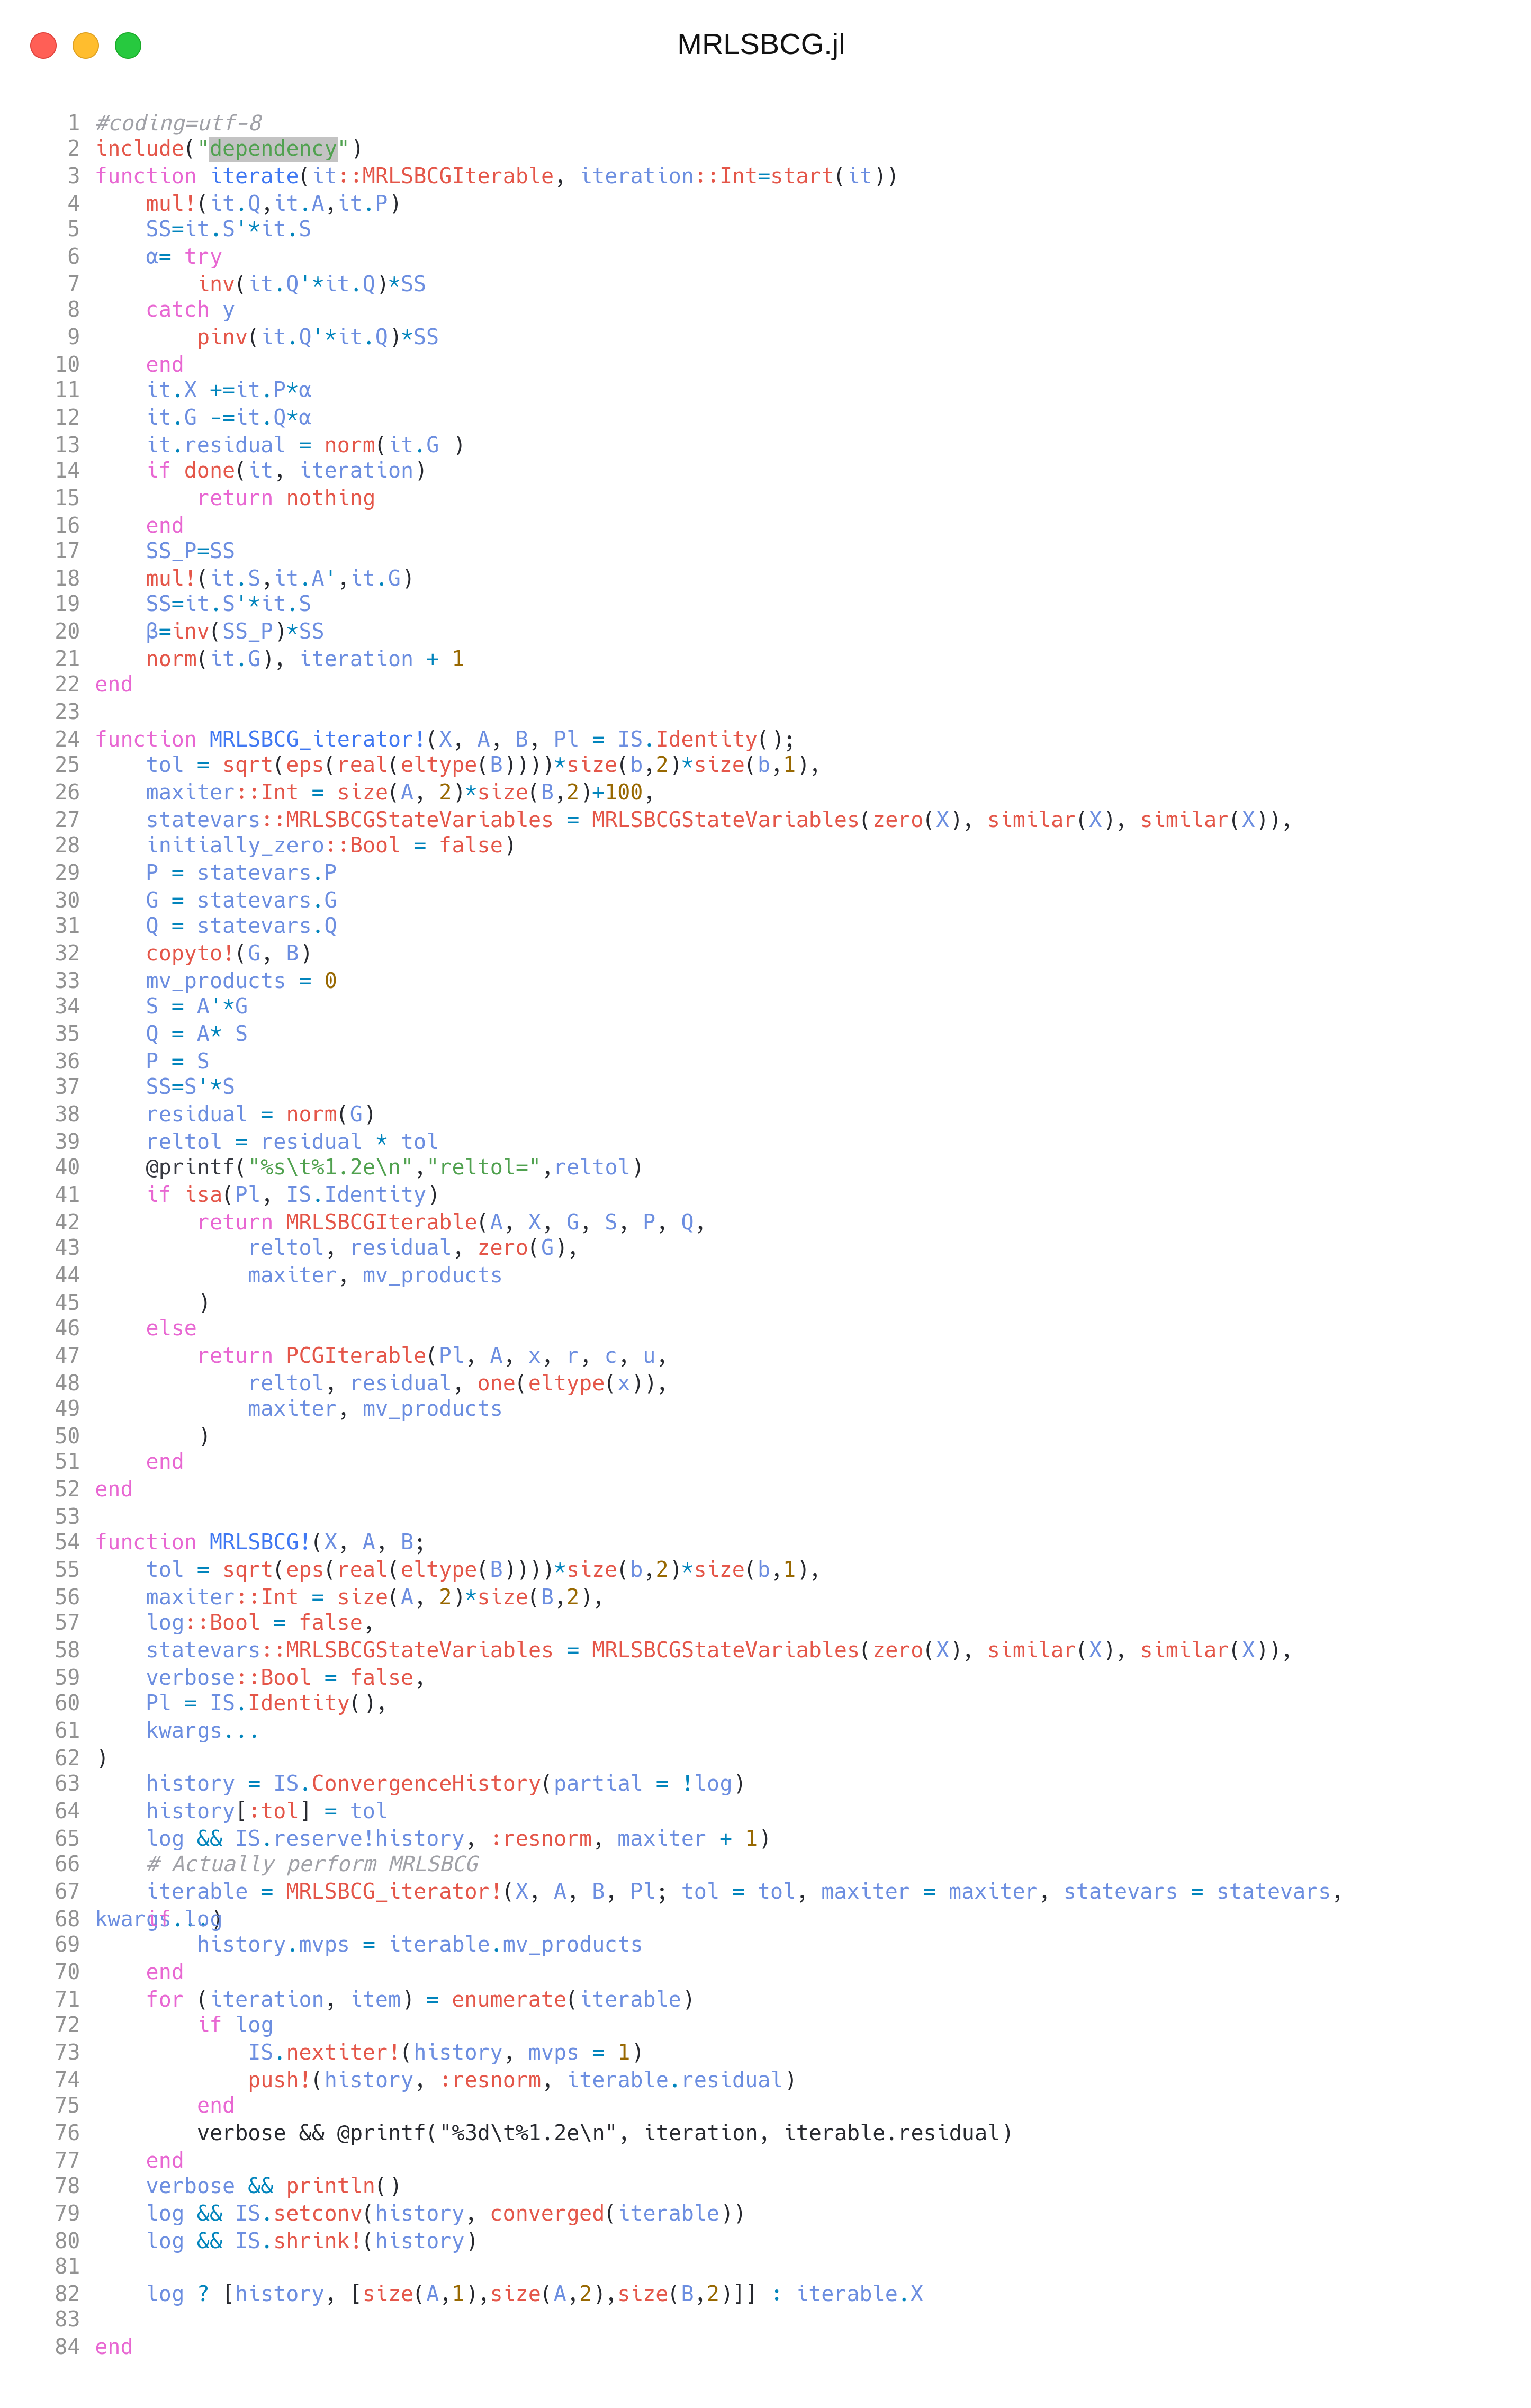 MRLSBCG.jl
1 #coding=utf-8
2 include("dependency")
3 function iterate(it::MRLSBCGIterable, iteration::Int=start(it))
4     mul!(it.Q,it.A,it.P)
5     SS=it.S'*it.S
6     α= try
7         inv(it.Q'*it.Q)*SS
8     catch y
9         pinv(it.Q'*it.Q)*SS
10     end
11     it.X +=it.P*α
12     it.G -=it.Q*α
13     it.residual = norm(it.G )
14     if done(it, iteration)
15         return nothing
16     end
17     SS_P=SS
18     mul!(it.S,it.A',it.G)
19     SS=it.S'*it.S
20     β=inv(SS_P)*SS
21     norm(it.G), iteration + 1
22 end
23
24 function MRLSBCG_iterator!(X, A, B, Pl = IS.Identity();
25     tol = sqrt(eps(real(eltype(B))))*size(b,2)*size(b,1),
26     maxiter::Int = size(A, 2)*size(B,2)+100,
27     statevars::MRLSBCGStateVariables = MRLSBCGStateVariables(zero(X), similar(X), similar(X)),
28     initially_zero::Bool = false)
29     P = statevars.P
30     G = statevars.G
31     Q = statevars.Q
32     copyto!(G, B)
33     mv_products = 0
34     S = A'*G
35     Q = A* S
36     P = S
37     SS=S'*S
38     residual = norm(G)
39     reltol = residual * tol
40     @printf("%s\t%1.2e\n","reltol=",reltol)
41     if isa(Pl, IS.Identity)
42         return MRLSBCGIterable(A, X, G, S, P, Q,
43             reltol, residual, zero(G),
44             maxiter, mv_products
45         )
46     else
47         return PCGIterable(Pl, A, x, r, c, u,
48             reltol, residual, one(eltype(x)),
49             maxiter, mv_products
50         )
51     end
52 end
53
54 function MRLSBCG!(X, A, B;
55     tol = sqrt(eps(real(eltype(B))))*size(b,2)*size(b,1),
56     maxiter::Int = size(A, 2)*size(B,2),
57     log::Bool = false,
58     statevars::MRLSBCGStateVariables = MRLSBCGStateVariables(zero(X), similar(X), similar(X)),
59     verbose::Bool = false,
60     Pl = IS.Identity(),
61     kwargs...
62 )
63     history = IS.ConvergenceHistory(partial = !log)
64     history[:tol] = tol
65     log && IS.reserve!history, :resnorm, maxiter + 1)
66     # Actually perform MRLSBCG
67     iterable = MRLSBCG_iterator!(X, A, B, Pl; tol = tol, maxiter = maxiter, statevars = statevars,
kwargs...)
68     if log
69         history.mvps = iterable.mv_products
70     end
71     for (iteration, item) = enumerate(iterable)
72         if log
73             IS.nextiter!(history, mvps = 1)
74             push!(history, :resnorm, iterable.residual)
75         end
76         verbose && @printf("%3d\t%1.2e\n", iteration, iterable.residual)
77     end
78     verbose && println()
79     log && IS.setconv(history, converged(iterable))
80     log && IS.shrink!(history)
81
82     log ? [history, [size(A,1),size(A,2),size(B,2)]] : iterable.X
83
84 end